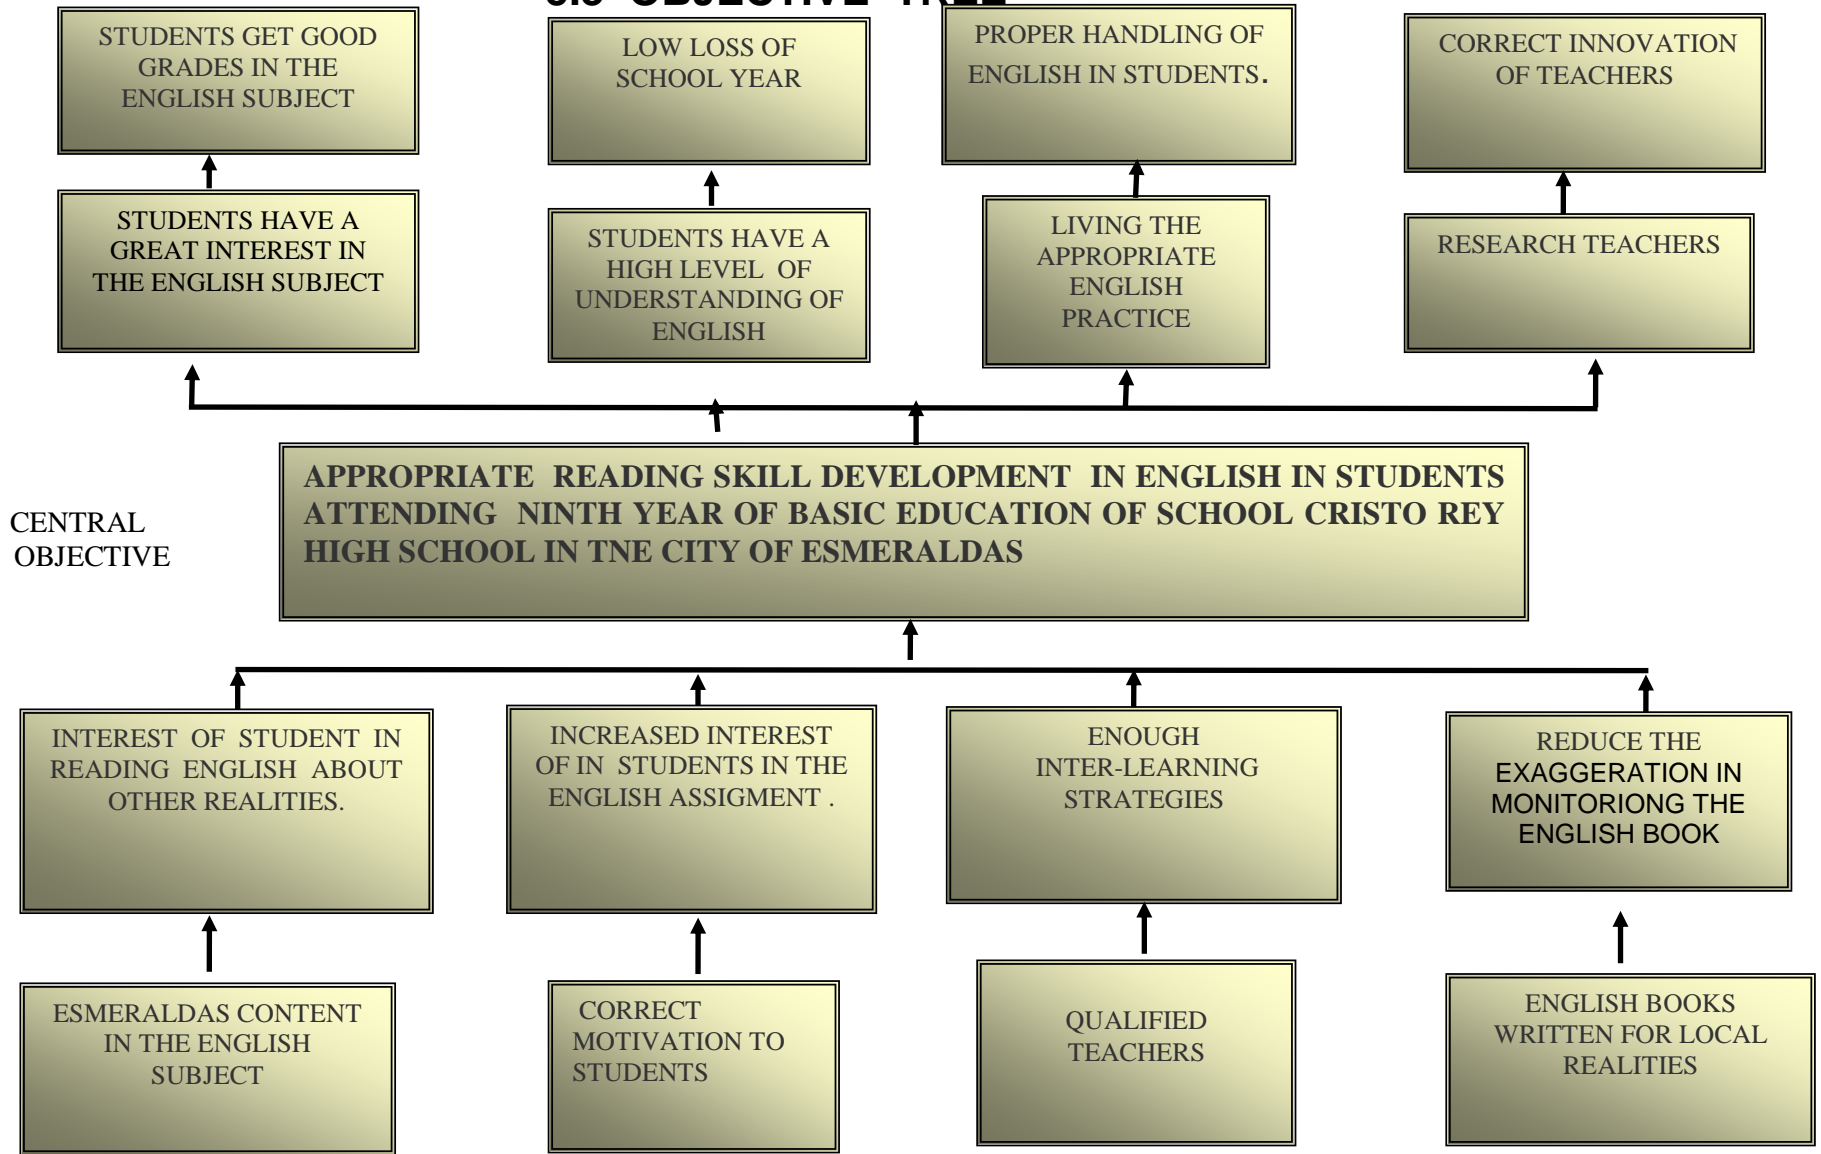 OBJECTIVE TREE
STUDENTS GET GOOD
GRADES IN THE
ENGLISH SUBJECT
LOW LOSS OF
SCHOOL YEAR
PROPER HANDLING OF
ENGLISH IN STUDENTS.
CORRECT INNOVATION
OF TEACHERS
STUDENTS HAVE A
GREAT INTEREST IN
THE ENGLISH SUBJECT
STUDENTS HAVE A
HIGH LEVEL OF
UNDERSTANDING OF
ENGLISH
LIVING THE
APPROPRIATE
ENGLISH
PRACTICE
RESEARCH TEACHERS
CENTRAL
OBJECTIVE
APPROPRIATE READING SKILL DEVELOPMENT IN ENGLISH IN STUDENTS
ATTENDING NINTH YEAR OF BASIC EDUCATION OF SCHOOL CRISTO REY
HIGH SCHOOL IN TNE CITY OF ESMERALDAS
INTEREST OF STUDENT IN
READING ENGLISH ABOUT
OTHER REALITIES.
INCREASED INTEREST
OF IN STUDENTS IN THE
ENGLISH ASSIGMENT .
ENOUGH
INTER-LEARNING
STRATEGIES
REDUCE THE
EXAGGERATION IN
MONITORIONG THE
ENGLISH BOOK
ESMERALDAS CONTENT
IN THE ENGLISH
SUBJECT
CORRECT
MOTIVATION TO
STUDENTS
QUALIFIED
TEACHERS
ENGLISH BOOKS
WRITTEN FOR LOCAL
REALITIES